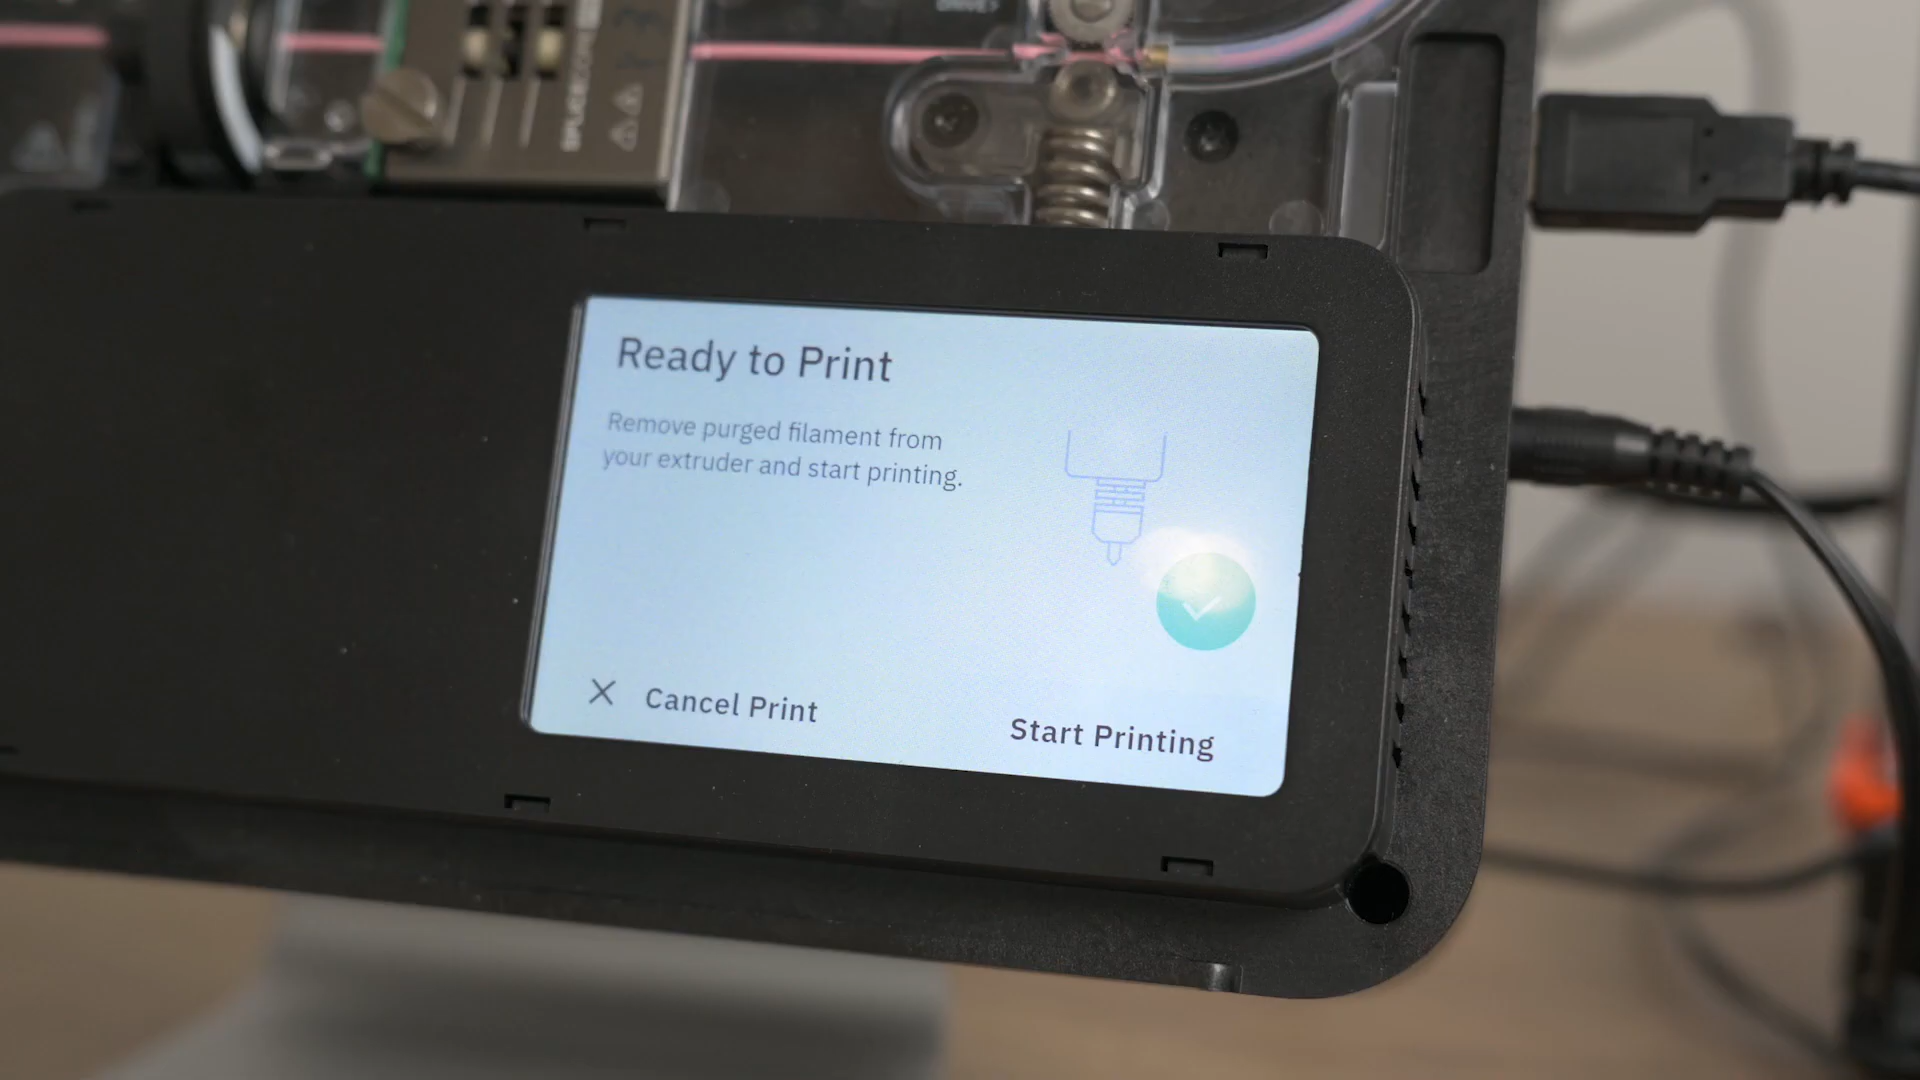 Ready to Print
Remove purged filament from
your extruder and start printing.
Cancel Print
Start Printing